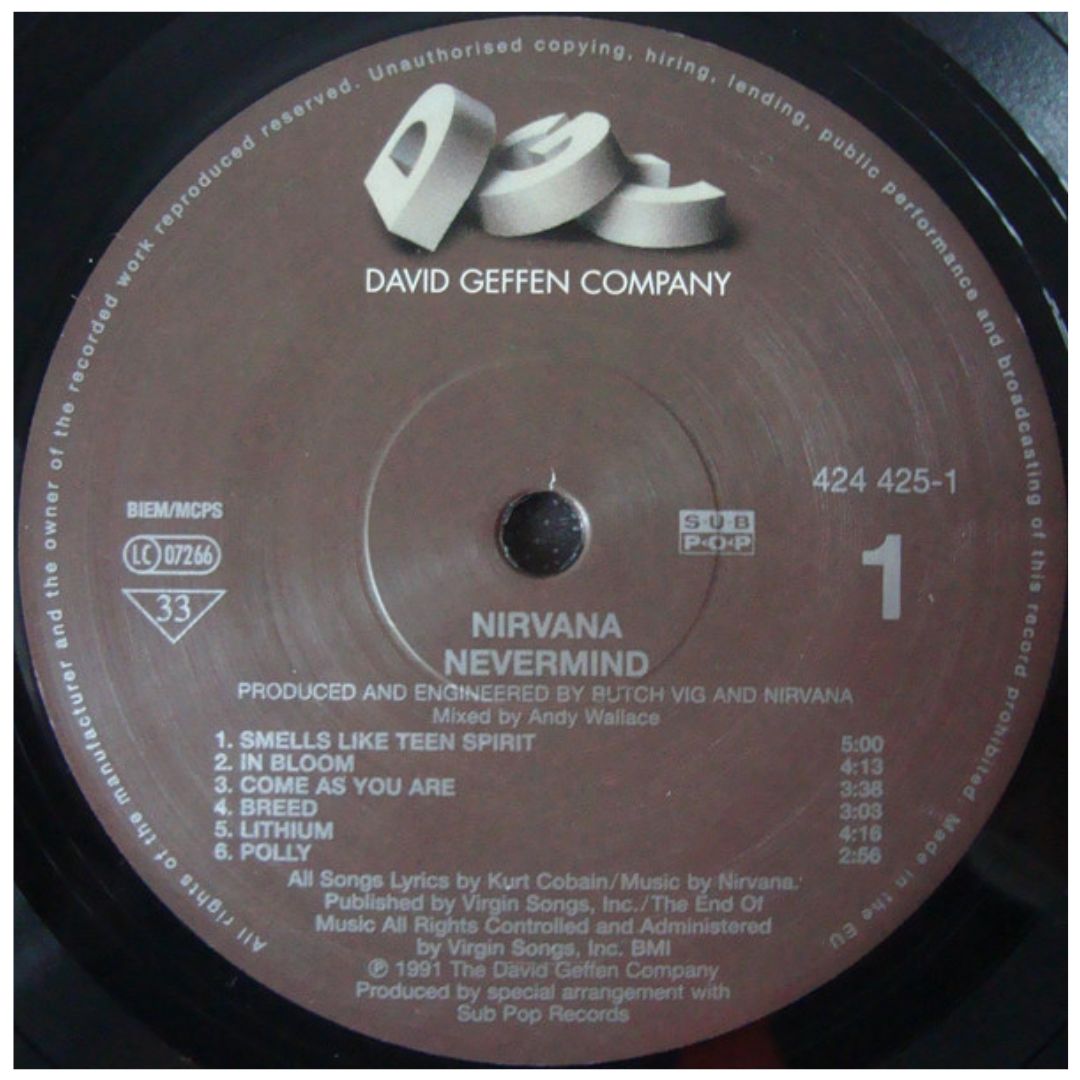 All rights of the manufacturer and the owner of the recorded work reproduced reserved. Unauthorised copying, hiring, lending, public performance and broadcasting of this record prohibited. Made in the EU.
DGC
DAVID GEFFEN COMPANY
424 425-1
BIEM/MCPS
LC 07266
33
SUB
POP
1
NIRVANA
NEVERMIND
PRODUCED AND ENGINEERED BY BUTCH VIG AND NIRVANA
Mixed by Andy Wallace
1. SMELLS LIKE TEEN SPIRIT 5:00
2. IN BLOOM 4:13
3. COME AS YOU ARE 3:38
4. BREED 3:03
5. LITHIUM 4:16
6. POLLY 2:56
All Songs Lyrics by Kurt Cobain/Music by Nirvana.
Published by Virgin Songs, Inc./The End Of
Music All Rights Controlled and Administered
by Virgin Songs, Inc. BMI
℗ 1991 The David Geffen Company
Produced by special arrangement with
Sub Pop Records